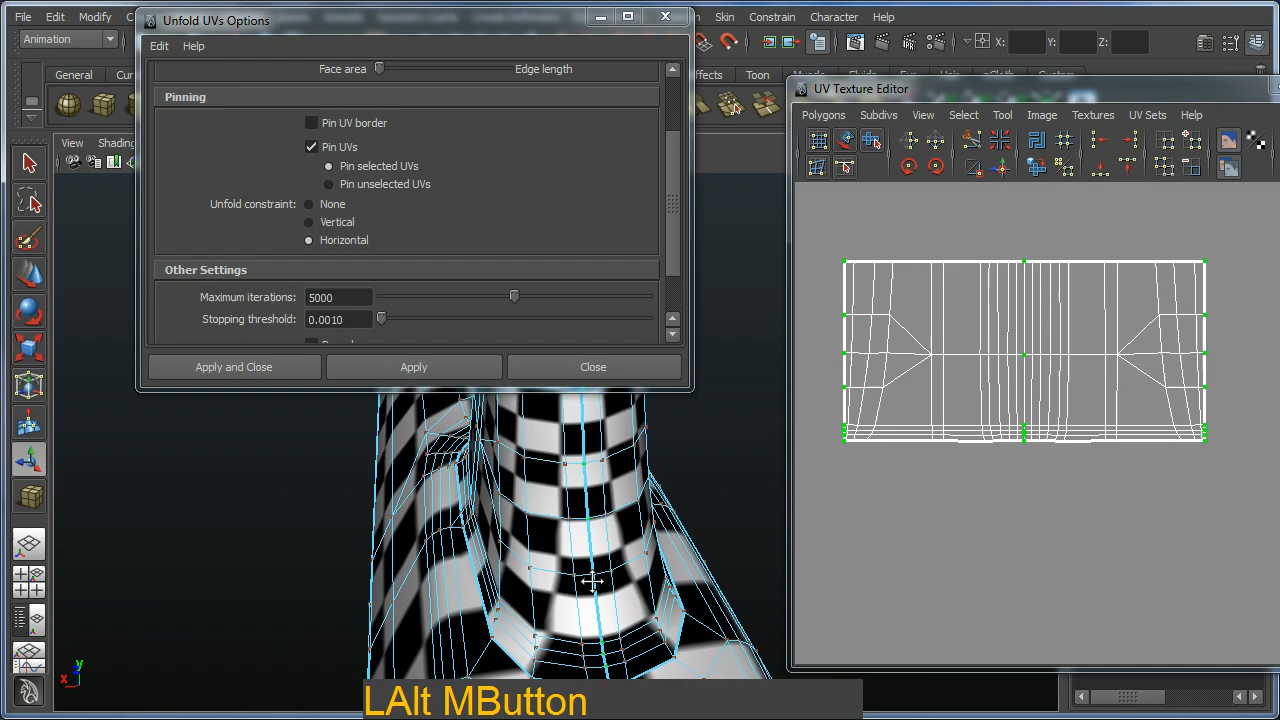 File Edit Modify
Unfold UVs Options
Skin Constrain Character Help
Animation
X: Y: Z:
Edit Help
General
Toon
Face area Edge length
Pinning
Pin UV border
Pin UVs
Pin selected UVs
Pin unselected UVs
Unfold constraint: None
Vertical
Horizontal
Other Settings
Maximum iterations: 5000
Stopping threshold: 0.0010
Apply and Close Apply Close
View
UV Texture Editor
Polygons Subdivs View Select Tool Image Textures UV Sets Help
y
z
x
LAlt MButton